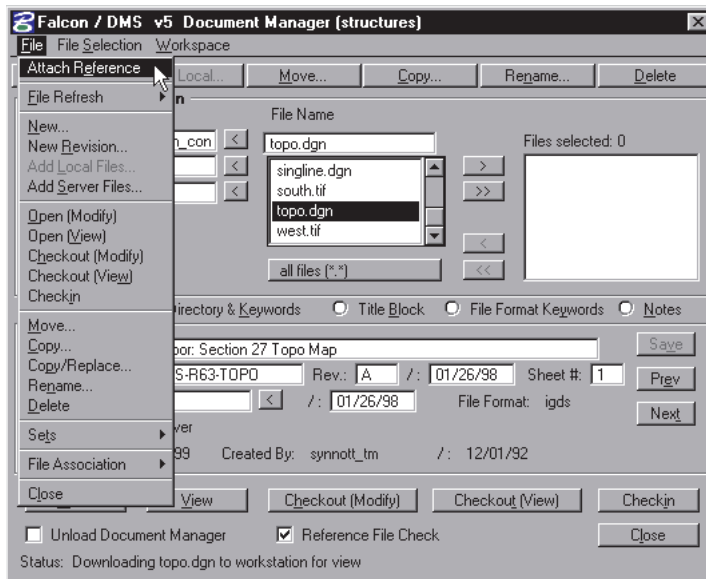 Falcon / DMS v5 Document Manager (structures)
File File Selection Workspace
Attach Reference
Local... Move... Copy... Rename... Delete
File Refresh
New...
New Revision...
Add Local Files...
Add Server Files...
Open (Modify)
Open (View)
Checkout (Modify)
Checkout (View)
Checkin
Move...
Copy...
Copy/Replace...
Rename...
Delete
Sets
File Association
Close
n
_con <
<
<
File Name
topo.dgn
singline.dgn
south.tif
topo.dgn
west.tif
all files (*.*)
>
>>
<
<<
Files selected: 0
Directory & Keywords Title Block File Format Keywords Notes
oor: Section 27 Topo Map Save
S-R63-TOPO Rev.: A /: 01/26/98 Sheet #: 1 Prev
< /: 01/26/98 File Format: igds Next
ver
99 Created By: synnott_tm /: 12/01/92
View Checkout (Modify) Checkout (View) Checkin
Unload Document Manager Reference File Check Close
Status: Downloading topo.dgn to workstation for view